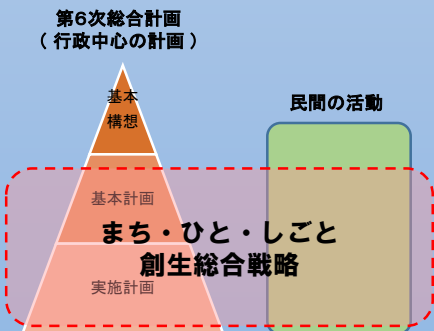 第6次総合計画
（ 行政中心の計画 ）
基本
構想
民間の活動
基本計画
まち・ひと・しごと
創生総合戦略
実施計画